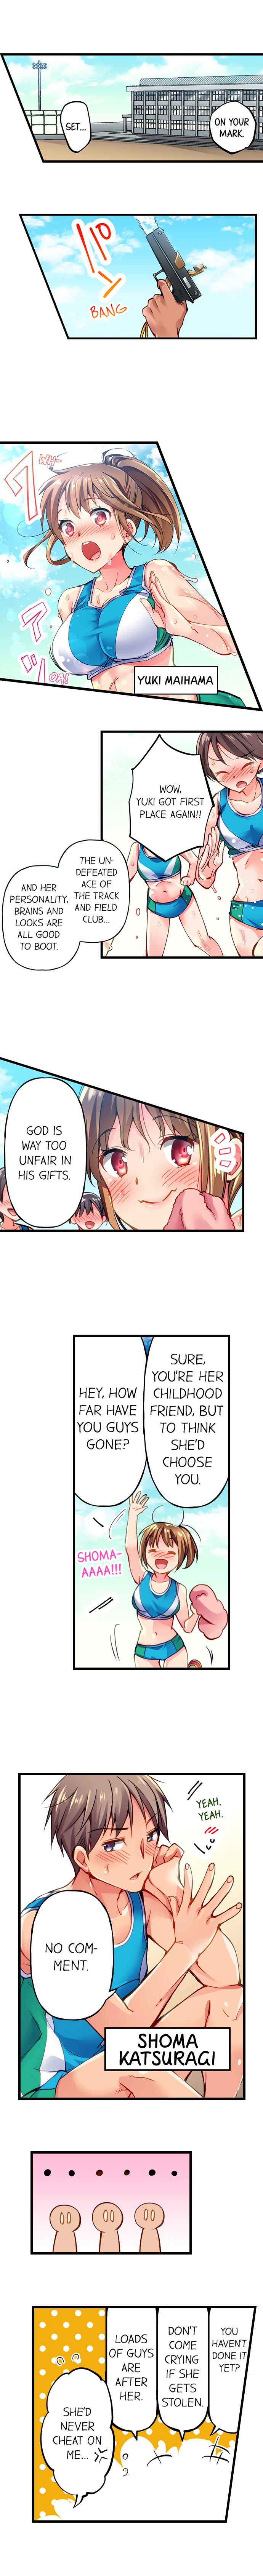 ON YOUR
MARK.
SET...
BANG
WH-
OA!
YUKI MAIHAMA
WOW,
YUKI GOT FIRST
PLACE AGAIN!!
THE UN-
DEFEATED
ACE OF
THE TRACK
AND FIELD
CLUB...
AND HER
PERSONALITY,
BRAINS AND
LOOKS ARE
ALL GOOD
TO BOOT.
GOD IS
WAY TOO
UNFAIR IN
HIS GIFTS.
SURE,
YOU'RE HER
CHILDHOOD
FRIEND, BUT
TO THINK
SHE'D
CHOOSE
YOU.
HEY, HOW
FAR HAVE
YOU GUYS
GONE?
SHOMA-
AAAA!!!
YEAH,
YEAH.
NO COM-
MENT.
SHOMA
KATSURAGI
YOU
HAVEN'T
DONE IT
YET?
DON'T
COME
CRYING
IF SHE
GETS
STOLEN.
LOADS
OF GUYS
ARE
AFTER
HER.
SHE'D
NEVER
CHEAT ON
ME...